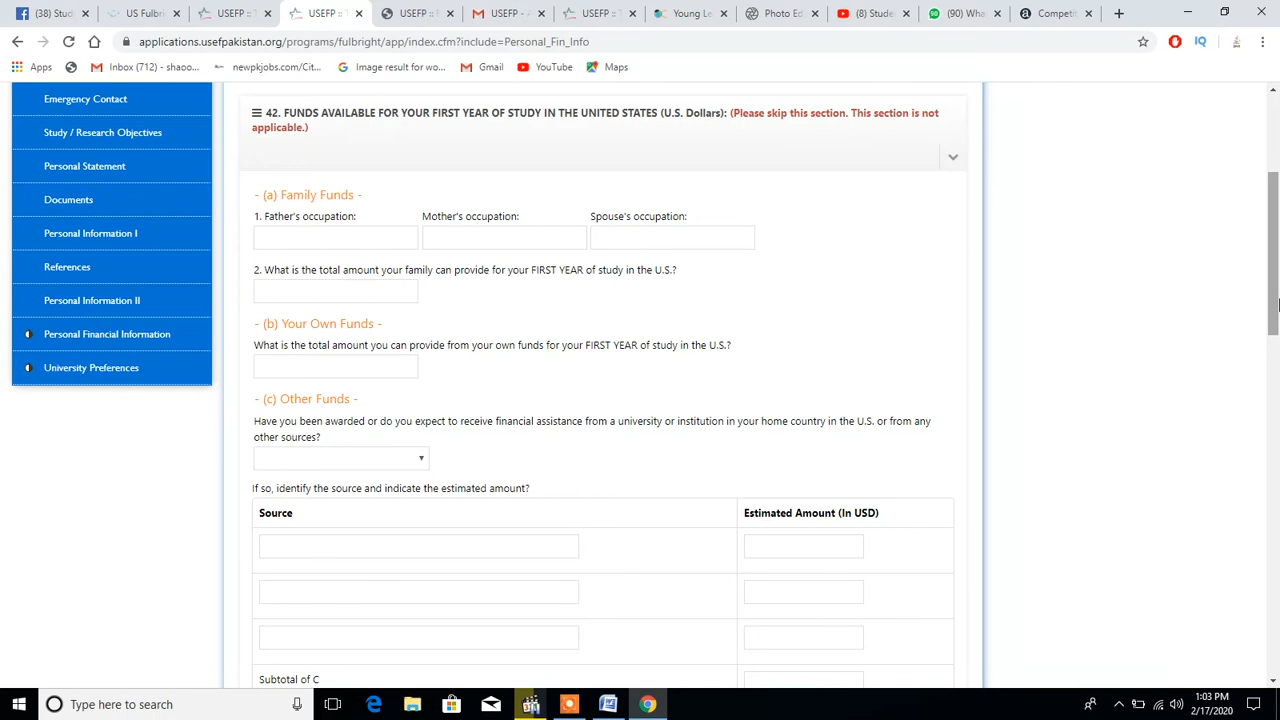 (38) Stud
US Fulbri
USEFP :: T
USEFP :: T
USEFP :: E
USEFP - A
USEFP :: T
Young Le
Photo Ed
(8) Stude
(90) Wha
Competit
applications.usefpakistan.org/programs/fulbright/app/index.cfm?include=Personal_Fin_Info
Apps
Inbox (712) - shaoo...
newpkjobs.com/Cit...
Image result for wo...
Gmail
YouTube
Maps
Emergency Contact
Study / Research Objectives
Personal Statement
Documents
Personal Information I
References
Personal Information II
Personal Financial Information
University Preferences
42. FUNDS AVAILABLE FOR YOUR FIRST YEAR OF STUDY IN THE UNITED STATES (U.S. Dollars): (Please skip this section. This section is not
applicable.)
- (a) Family Funds -
1. Father's occupation: Mother's occupation: Spouse's occupation:
2. What is the total amount your family can provide for your FIRST YEAR of study in the U.S.?
- (b) Your Own Funds -
What is the total amount you can provide from your own funds for your FIRST YEAR of study in the U.S.?
- (c) Other Funds -
Have you been awarded or do you expect to receive financial assistance from a university or institution in your home country in the U.S. or from any
other sources?
If so, identify the source and indicate the estimated amount?
Source Estimated Amount (In USD)
Subtotal of C
Type here to search
1:03 PM
2/17/2020